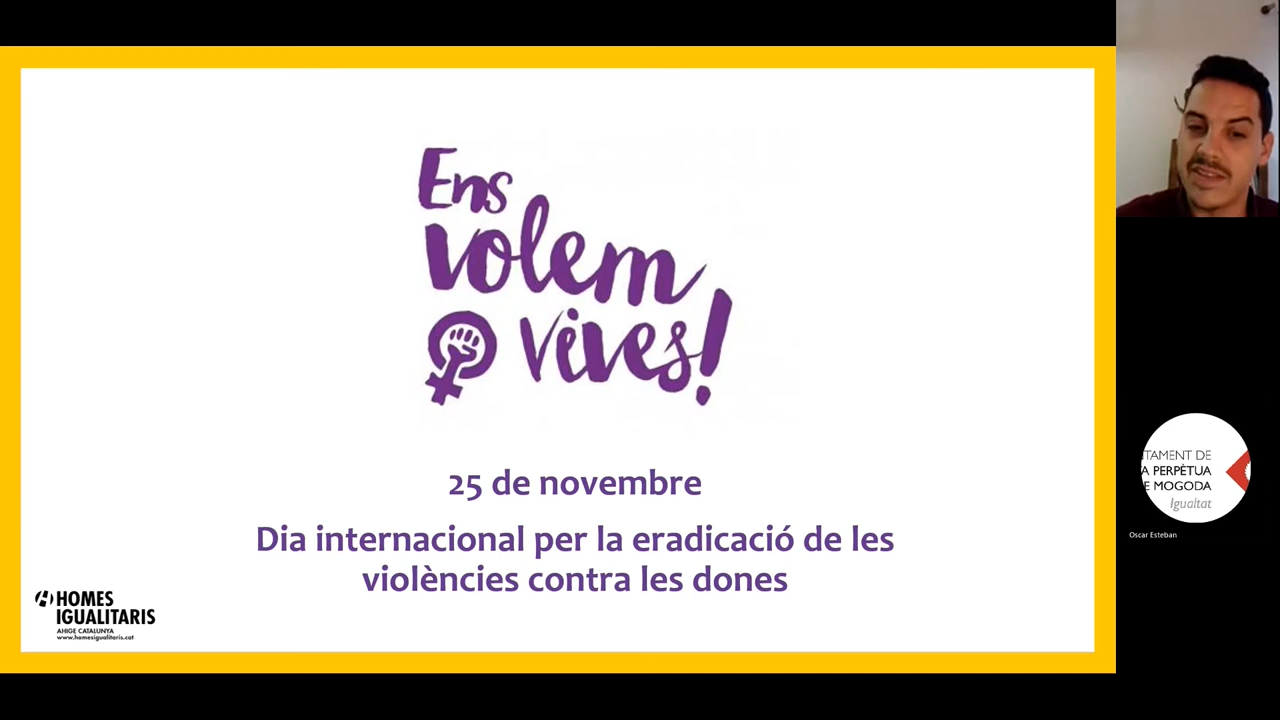 Ens
volem
vives!
25 de novembre
Dia internacional per la eradicació de les
violències contra les dones
HOMES
IGUALITARIS
AHIGE CATALUNYA
www.homesigualitaris.cat
TAMENT DE
A PERPÈTUA
E MOGODA
Igualtat
Oscar Esteban